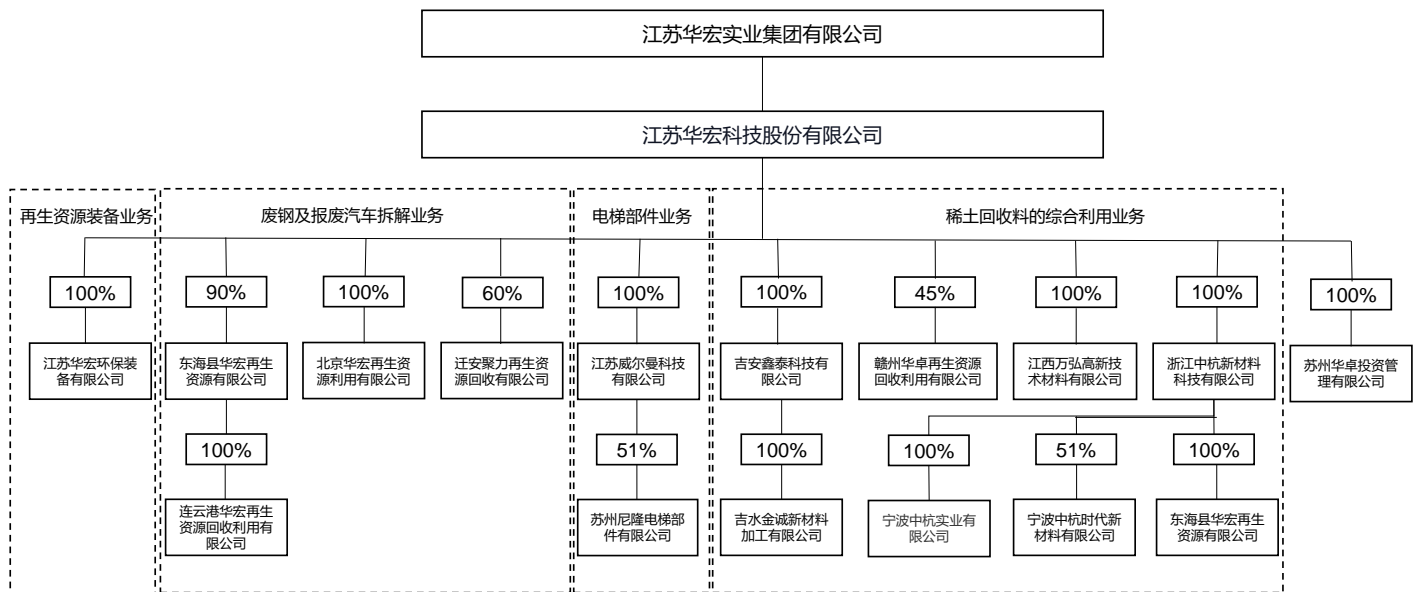 江苏华宏实业集团有限公司
江苏华宏科技股份有限公司
再生资源装备业务
废钢及报废汽车拆解业务
电梯部件业务
稀土回收料的综合利用业务
100%
90%
100%
60%
100%
100%
45%
100%
100%
100%
江苏华宏环保装
备有限公司
东海县华宏再生
资源有限公司
北京华宏再生资
源利用有限公司
迁安聚力再生资
源回收有限公司
江苏威尔曼科技
有限公司
吉安鑫泰科技有
限公司
赣州华卓再生资源
回收利用有限公司
江西万弘高新技
术材料有限公司
浙江中杭新材料
科技有限公司
苏州华卓投资管
理有限公司
100%
51%
100%
100%
51%
100%
连云港华宏再生
资源回收利用有
限公司
苏州尼隆电梯部
件有限公司
吉水金诚新材料
加工有限公司
宁波中杭实业有
限公司
宁波中杭时代新
材料有限公司
东海县华宏再生
资源有限公司